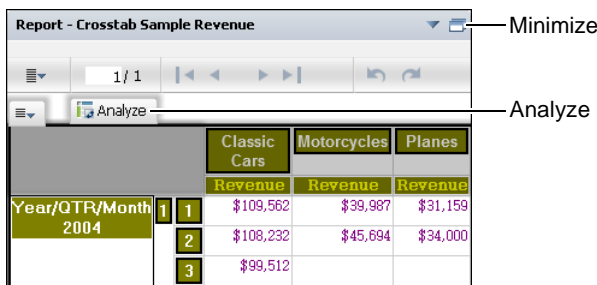 Report - Crosstab Sample Revenue
Minimize
1/ 1
Analyze
Analyze
Classic Cars
Motorcycles
Planes
Revenue
Revenue
Revenue
Year/QTR/Month
2004
1
1
$109,562
$39,987
$31,159
2
$108,232
$45,694
$34,000
3
$99,512